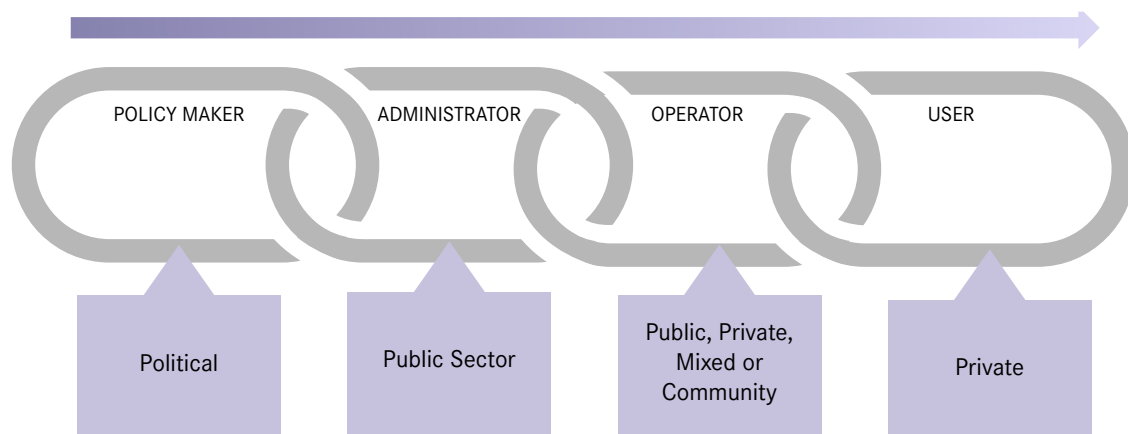 POLICY MAKER
ADMINISTRATOR
OPERATOR
USER
Political
Public Sector
Public, Private,
Mixed or
Community
Private